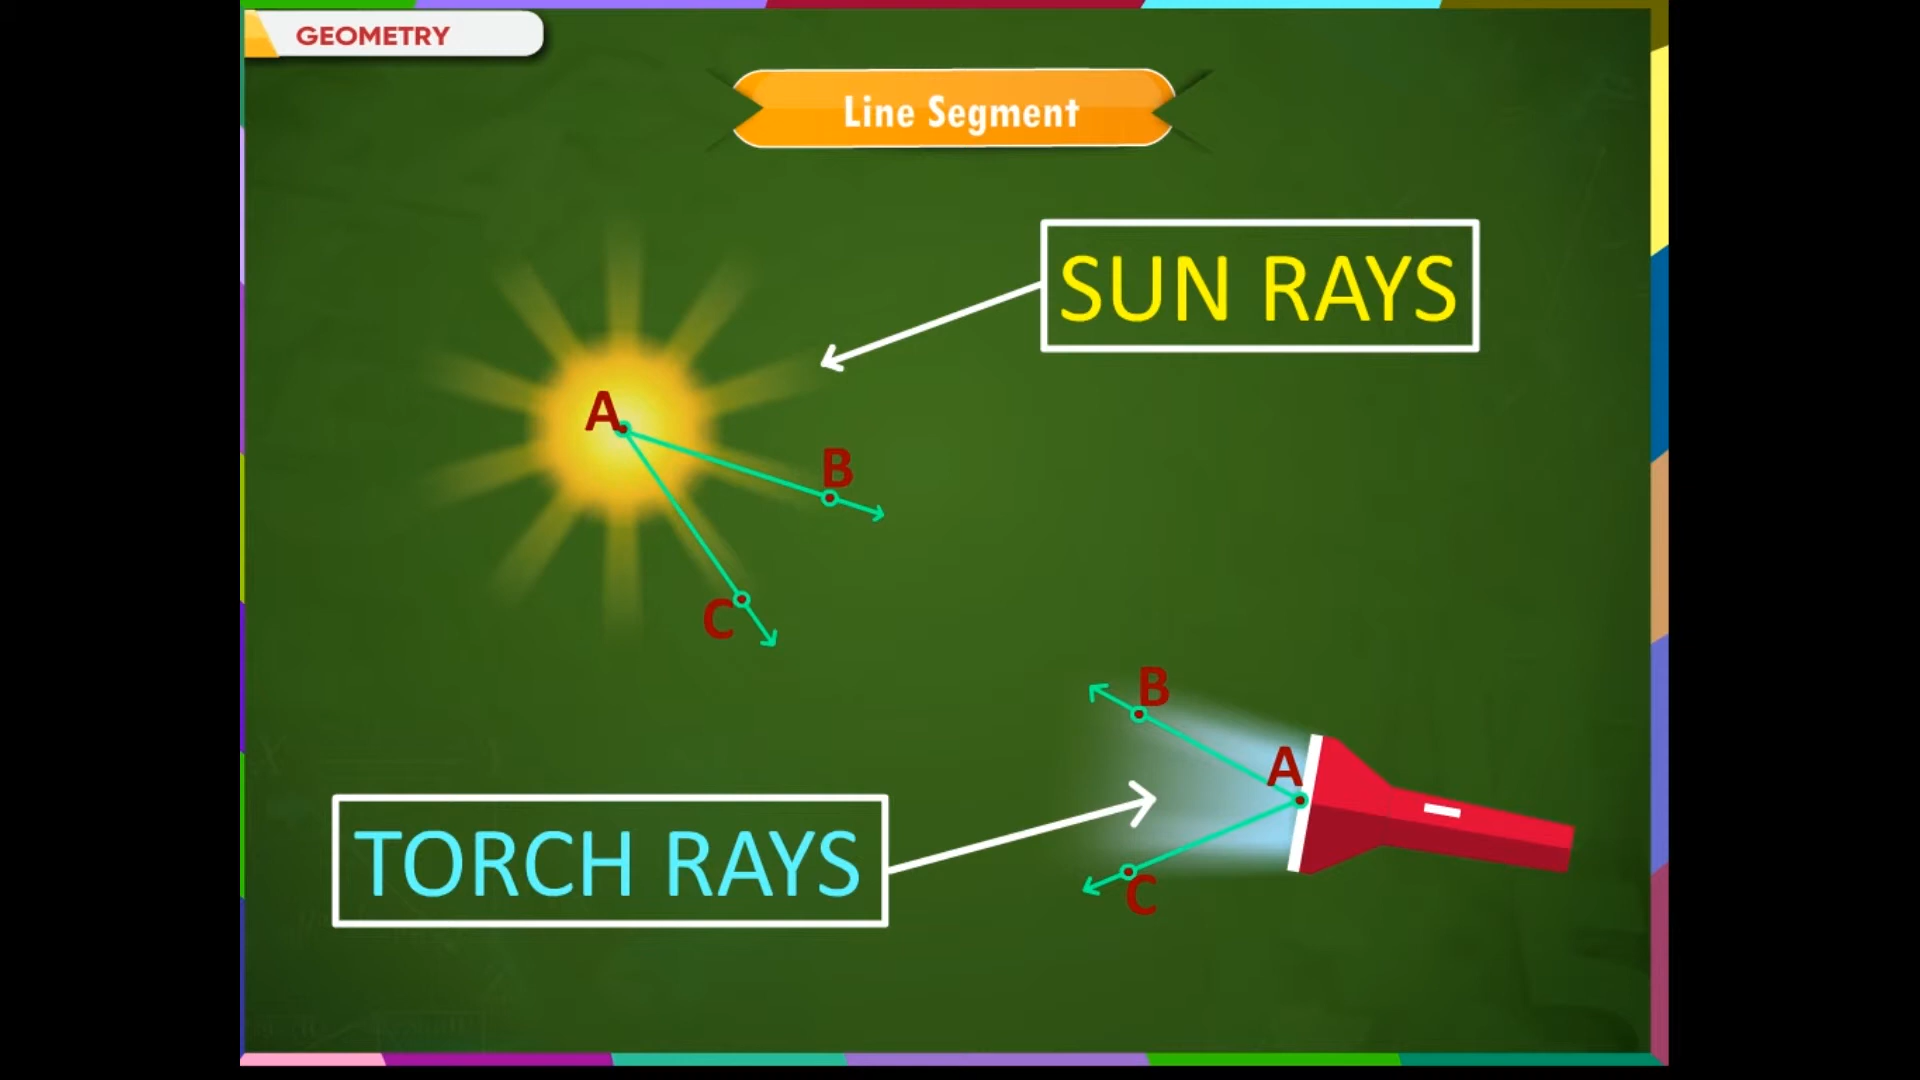 GEOMETRY
Line Segment
SUN RAYS
A
B
C
B
A
TORCH RAYS
C